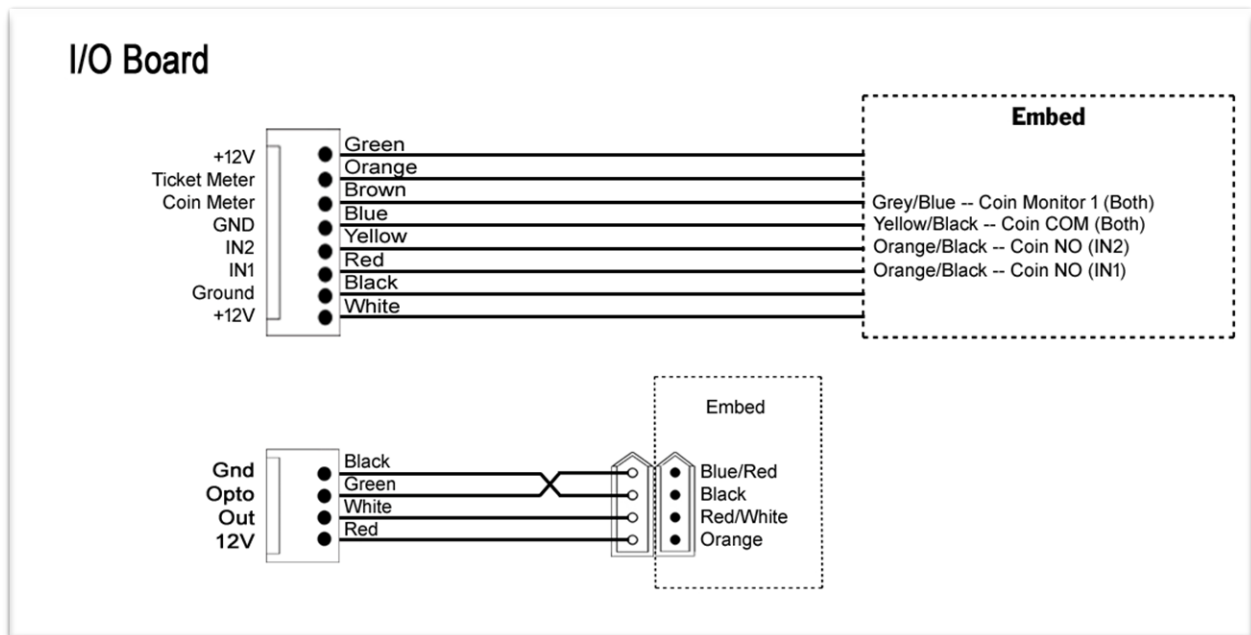 I/O Board
Embed
+12V Green
Ticket Meter Orange
Coin Meter Brown Grey/Blue -- Coin Monitor 1 (Both)
GND Blue Yellow/Black -- Coin COM (Both)
IN2 Yellow Orange/Black -- Coin NO (IN2)
IN1 Red Orange/Black -- Coin NO (IN1)
Ground Black
+12V White
Embed
Gnd Black Blue/Red
Opto Green Black
Out White Red/White
12V Red Orange